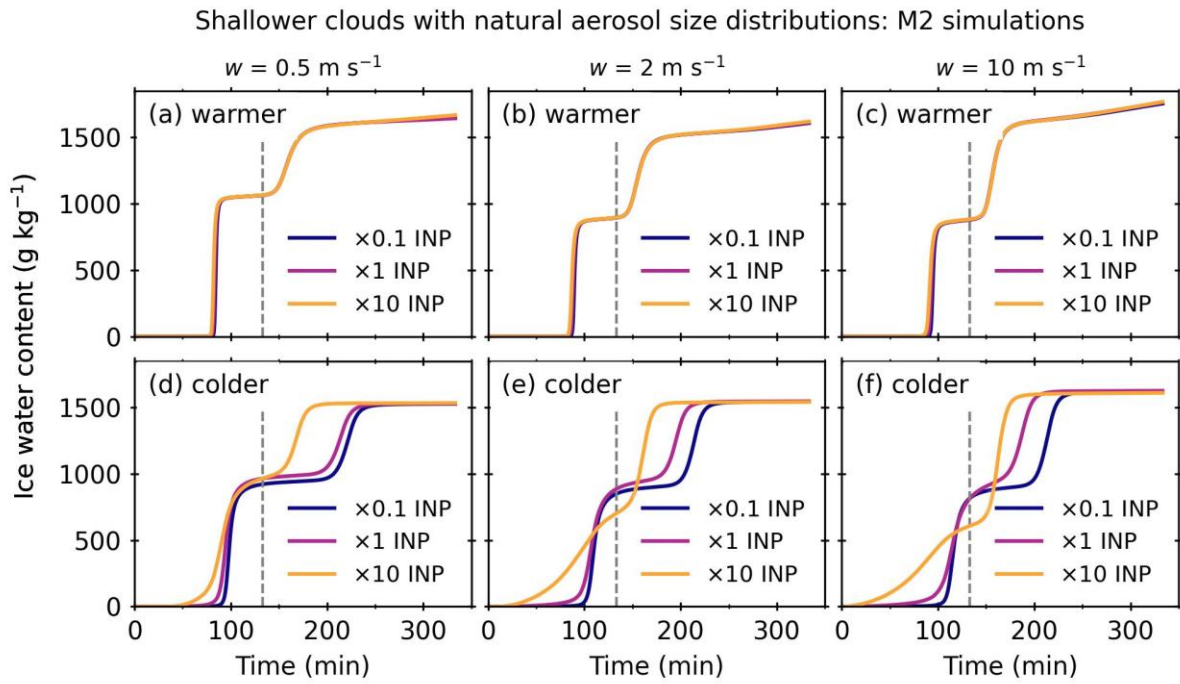 Shallower clouds with natural aerosol size distributions: M2 simulations
w = 0.5 m s⁻¹
w = 2 m s⁻¹
w = 10 m s⁻¹
Ice water content (g kg⁻¹)
1500
1000
500
0
(a) warmer
×0.1 INP
×1 INP
×10 INP
(b) warmer
×0.1 INP
×1 INP
×10 INP
(c) warmer
×0.1 INP
×1 INP
×10 INP
1500
1000
500
0
(d) colder
×0.1 INP
×1 INP
×10 INP
(e) colder
×0.1 INP
×1 INP
×10 INP
(f) colder
×0.1 INP
×1 INP
×10 INP
0 100 200 300
0 100 200 300
0 100 200 300
Time (min)
Time (min)
Time (min)